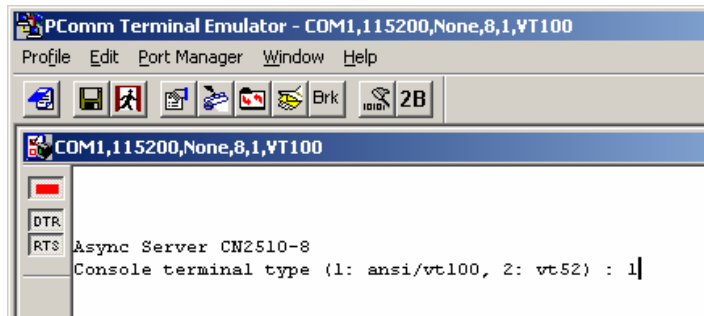 PComm Terminal Emulator - COM1,115200,None,8,1,VT100
Profile Edit Port Manager Window Help
Brk 2B
COM1,115200,None,8,1,VT100
DTR
RTS
Async Server CN2510-8
Console terminal type (1: ansi/vt100, 2: vt52) : 1